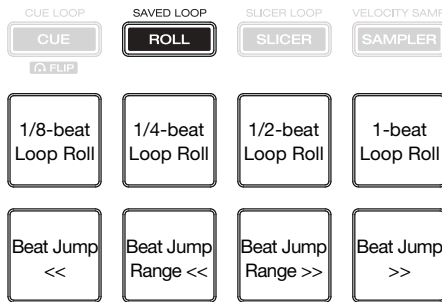 CUE LOOP SAVED LOOP SLICER LOOP
CUE ROLL SLICER SAMPLER
FLIP
1/8-beat 1/4-beat 1/2-beat 1-beat
Loop Roll Loop Roll Loop Roll Loop Roll
Beat Jump Beat Jump Beat Jump Beat Jump
<< Range << Range >> >>